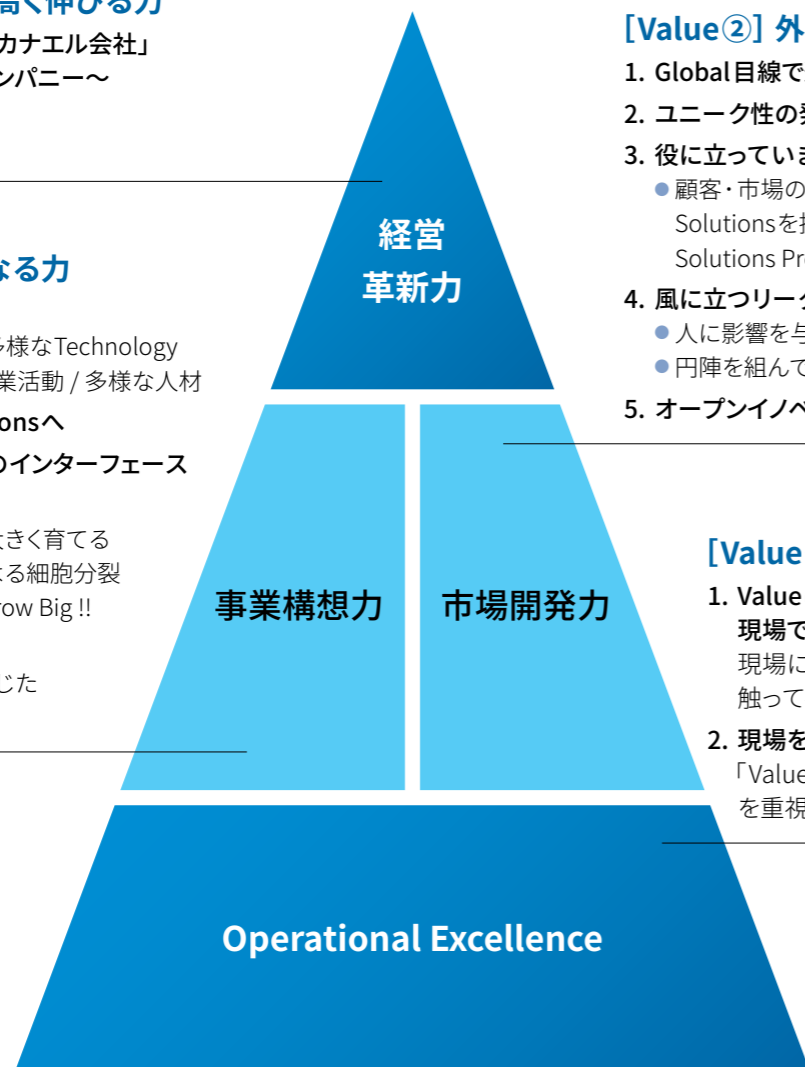 高く伸びる力
カナエル会社」
ンパニー～
経営
革新力
なる力
様なTechnology
業活動 / 多様な人材
onsへ
のインターフェース
きく育てる
る細胞分裂
row Big !!
じた
事業構想力
市場開発力
Operational Excellence
[Value②] 外
1. Global目線で
2. ユニーク性の
3. 役に立っている
● 顧客・市場の
Solutionsを
Solutions Pr
4. 風に立つリー
● 人に影響を与
● 円陣を組んで
5. オープンイノベ
[Value
1. Value
現場で
現場に
触って
2. 現場を
「Value
を重視